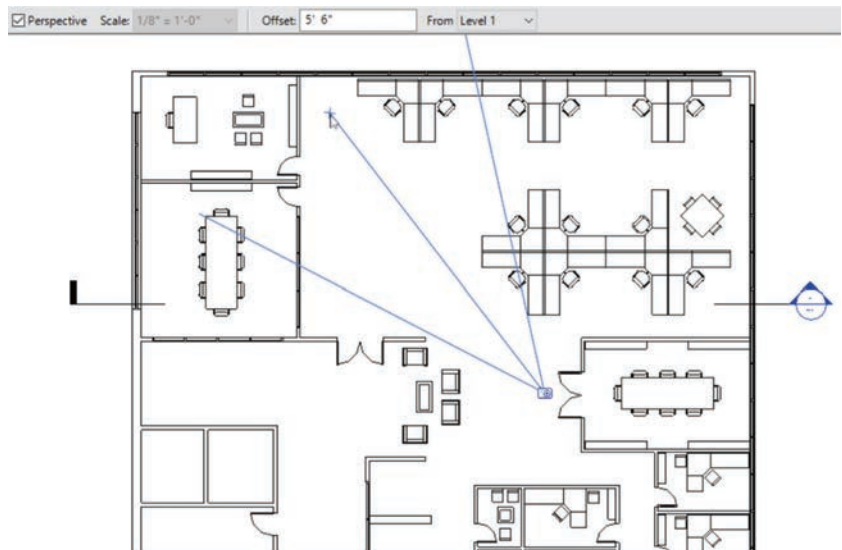 Perspective Scale: 1/8" = 1'-0" Offset: 5' 6" From Level 1